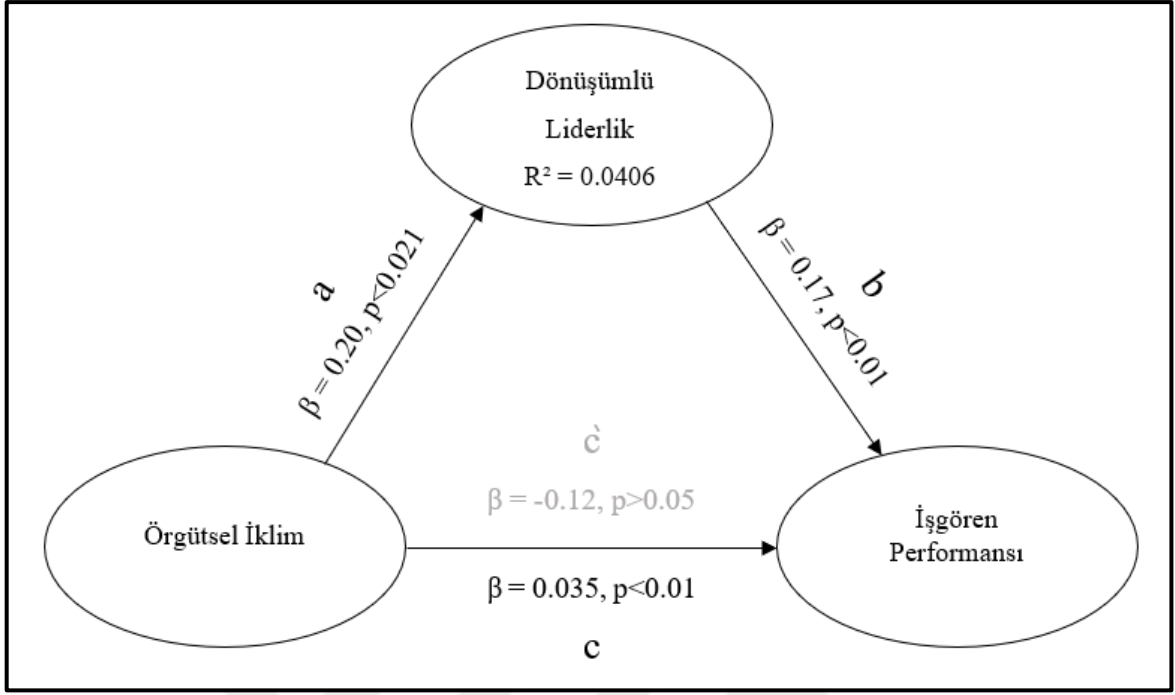 Dönüşümlü
Liderlik
R² = 0.0406
a
β = 0.20, p<0.021
b
β = 0.17, p<0.01
c̀
β = -0.12, p>0.05
Örgütsel İklim
İşgören
Performansı
β = 0.035, p<0.01
c